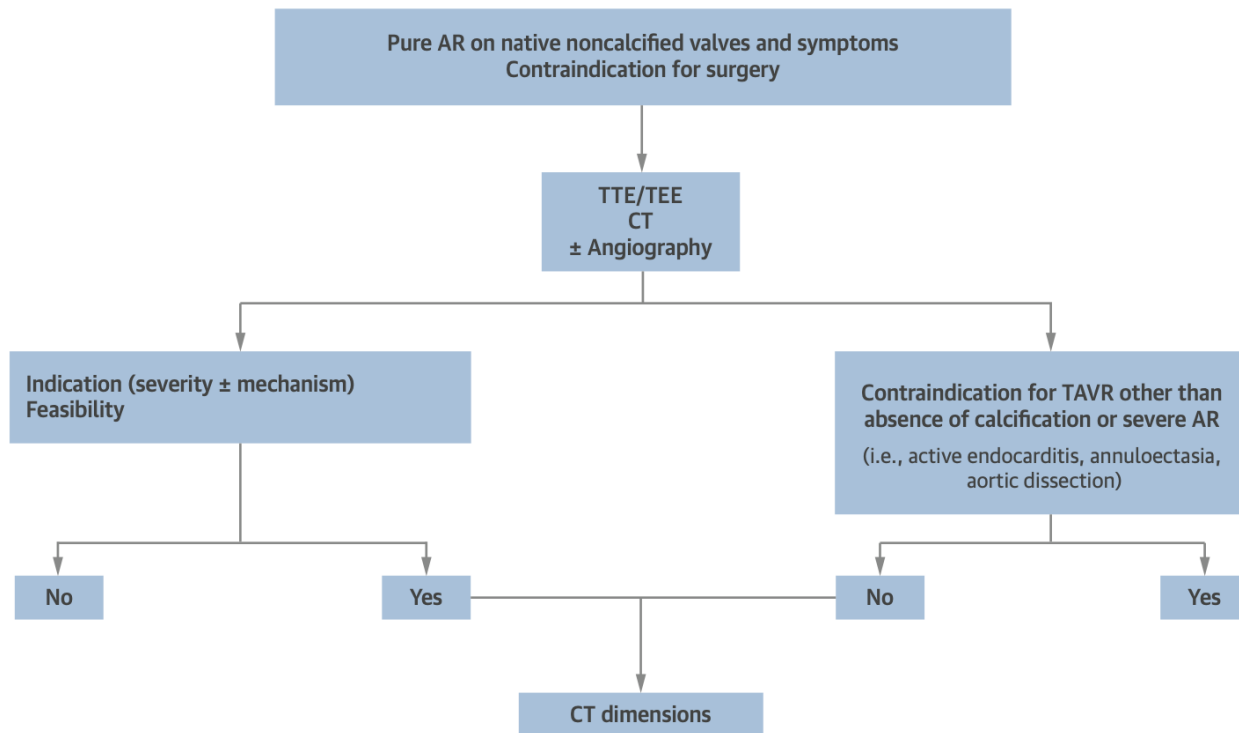 Pure AR on native noncalcified valves and symptoms
Contraindication for surgery
TTE/TEE
CT
± Angiography
Indication (severity ± mechanism)
Feasibility
Contraindication for TAVR other than
absence of calcification or severe AR
(i.e., active endocarditis, annuloectasia,
aortic dissection)
No
Yes
No
Yes
CT dimensions